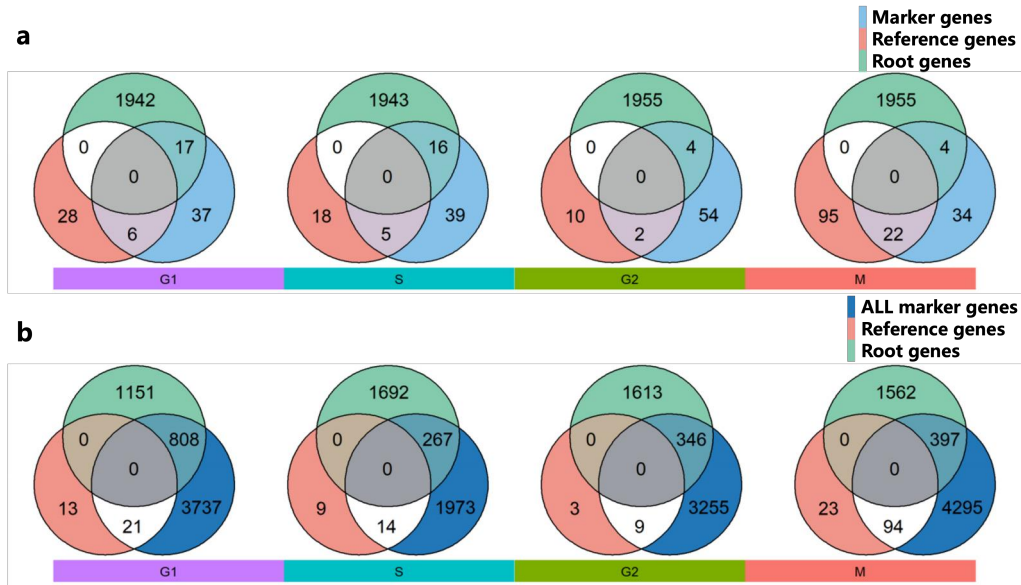 a
Marker genes
Reference genes
Root genes
1942 1943 1955 1955
0 17 0 16 0 4 0 4
0 0 0 0
28 37 18 39 10 54 95 34
6 5 2 22
G1 S G2 M
b
ALL marker genes
Reference genes
Root genes
1151 1692 1613 1562
0 808 0 267 0 346 0 397
0 0 0 0
13 3737 9 1973 3 3255 23 4295
21 14 9 94
G1 S G2 M